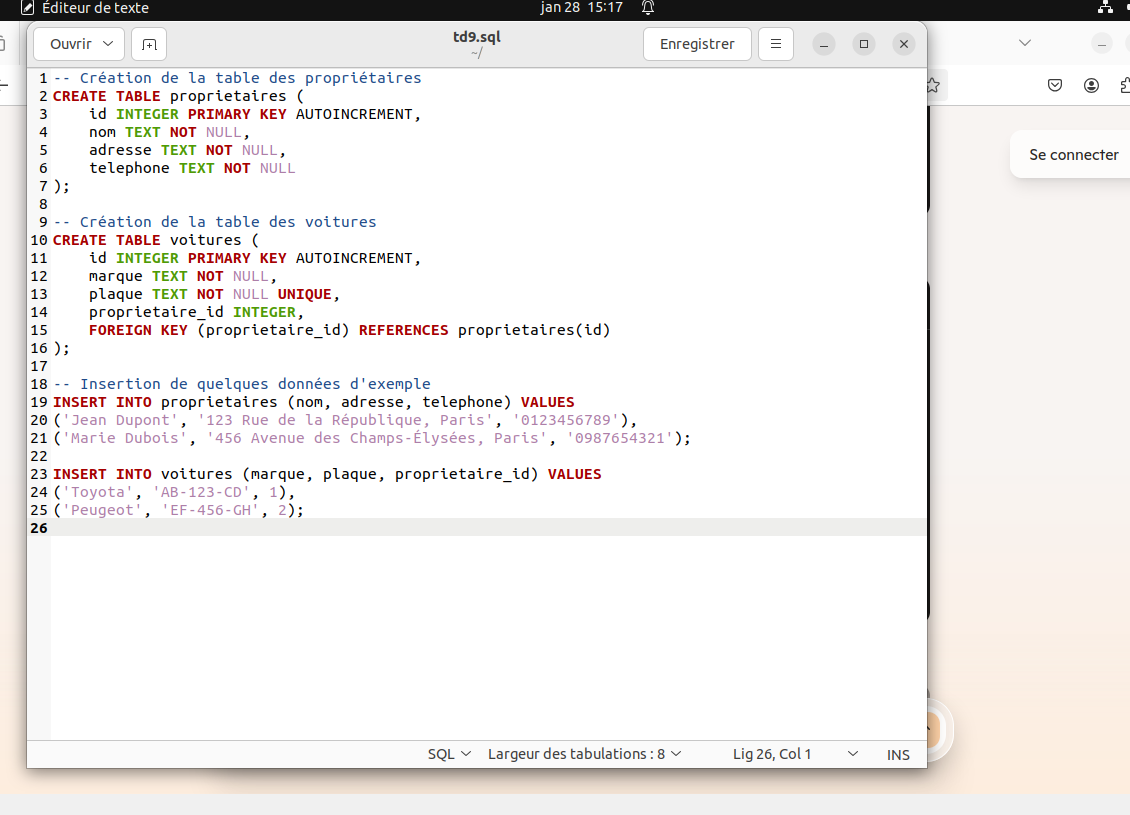 Éditeur de texte
jan 28 15:17
Ouvrir
td9.sql
~/
Enregistrer
Se connecter
1 -- Création de la table des propriétaires
2 CREATE TABLE proprietaires (
3     id INTEGER PRIMARY KEY AUTOINCREMENT,
4     nom TEXT NOT NULL,
5     adresse TEXT NOT NULL,
6     telephone TEXT NOT NULL
7 );
8
9 -- Création de la table des voitures
10 CREATE TABLE voitures (
11     id INTEGER PRIMARY KEY AUTOINCREMENT,
12     marque TEXT NOT NULL,
13     plaque TEXT NOT NULL UNIQUE,
14     proprietaire_id INTEGER,
15     FOREIGN KEY (proprietaire_id) REFERENCES proprietaires(id)
16 );
17
18 -- Insertion de quelques données d'exemple
19 INSERT INTO proprietaires (nom, adresse, telephone) VALUES
20 ('Jean Dupont', '123 Rue de la République, Paris', '0123456789'),
21 ('Marie Dubois', '456 Avenue des Champs-Élysées, Paris', '0987654321');
22
23 INSERT INTO voitures (marque, plaque, proprietaire_id) VALUES
24 ('Toyota', 'AB-123-CD', 1),
25 ('Peugeot', 'EF-456-GH', 2);
26
SQL
Largeur des tabulations : 8
Lig 26, Col 1
INS